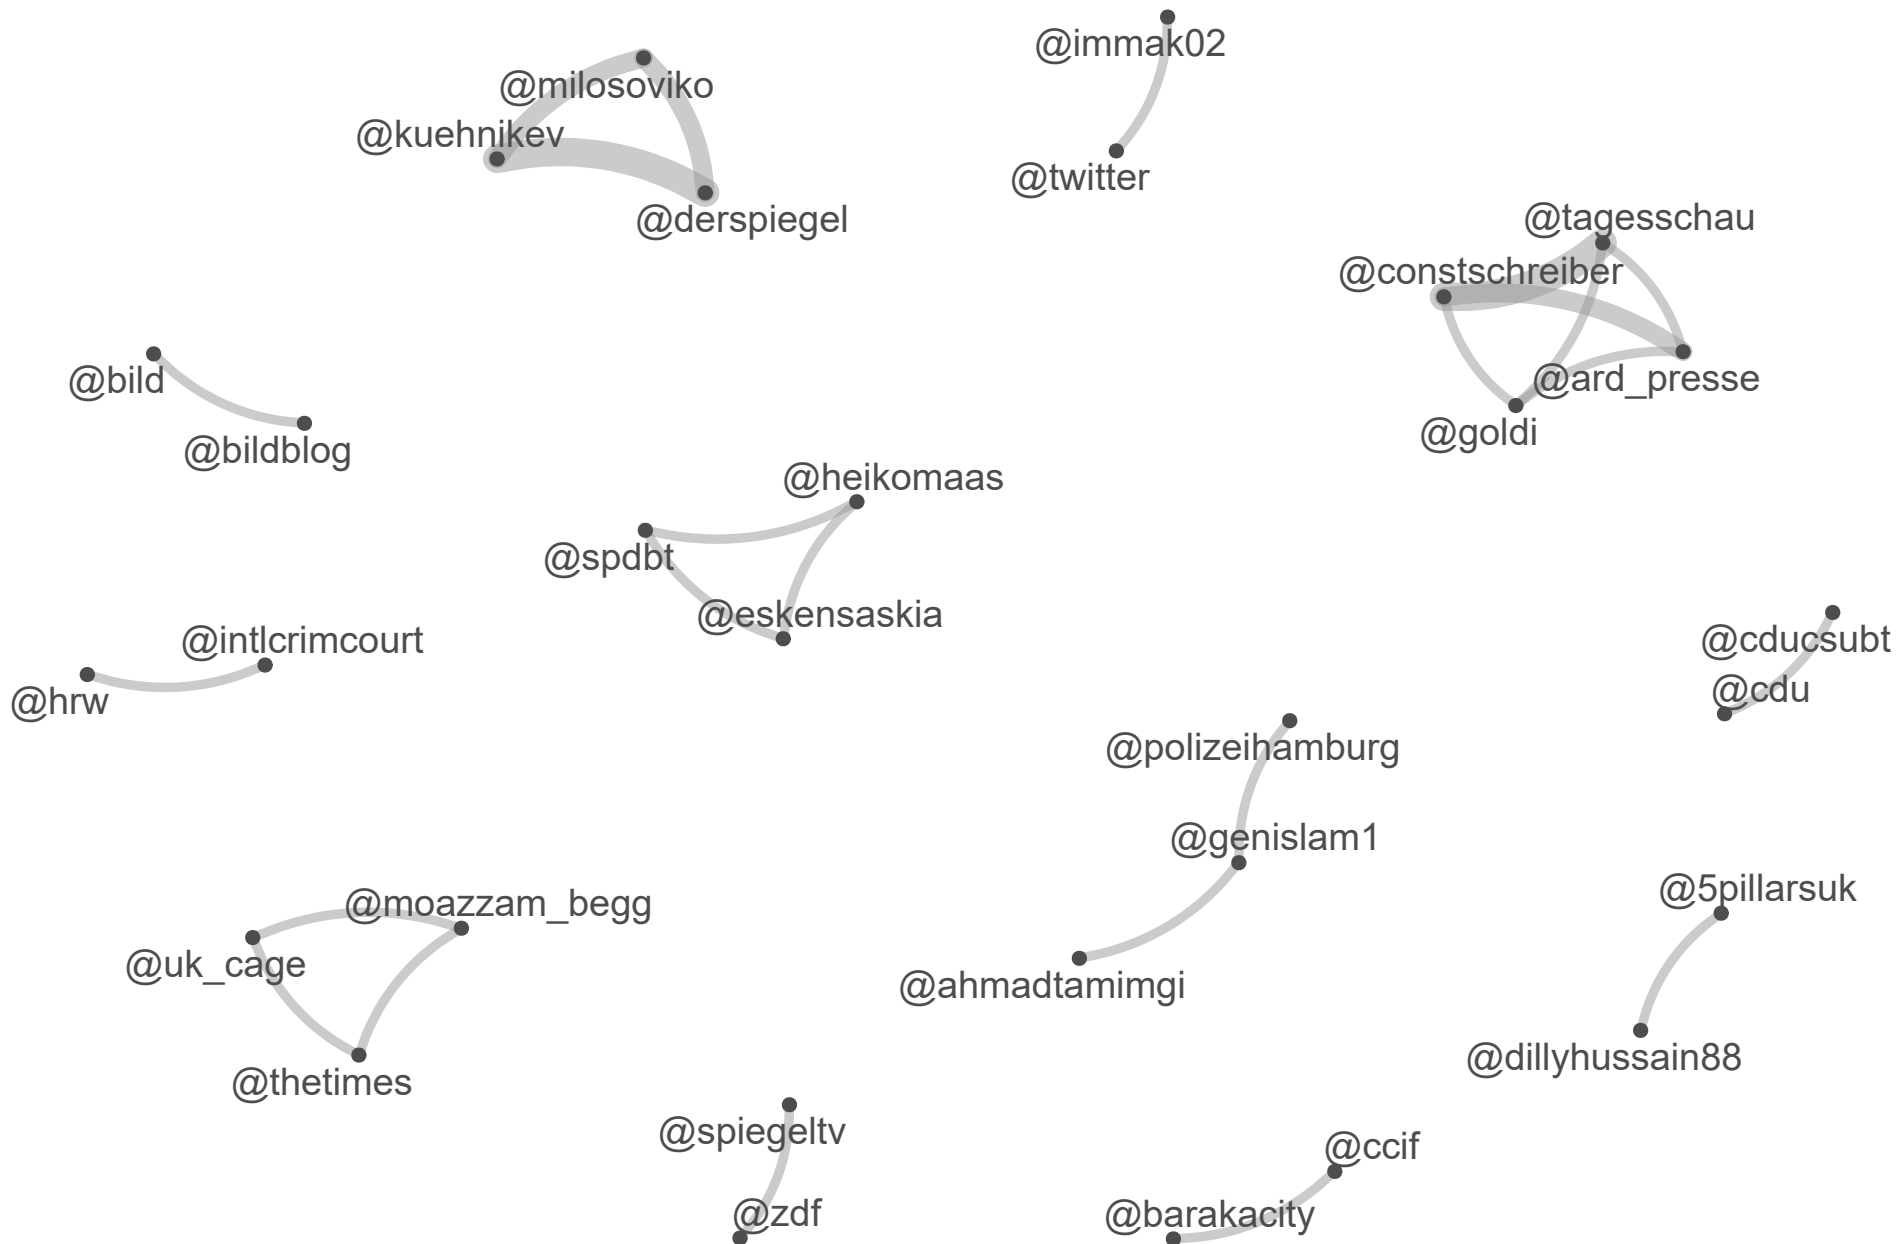 @immak02
@milosoviko
@kuehnikev
@twitter
@derspiegel
@tagesschau
@constschreiber
@bild
@ard_presse
@goldi
@bildblog
@heikomaas
@spdbt
@eskensaskia
@intlcrimcourt
@cducsubt
@hrw
@cdu
@polizeihamburg
@genislam1
@5pillarsuk
@moazzam_begg
@uk_cage
@ahmadtamimgi
@dillyhussain88
@thetimes
@spiegeltv
@ccif
@zdf
@barakacity